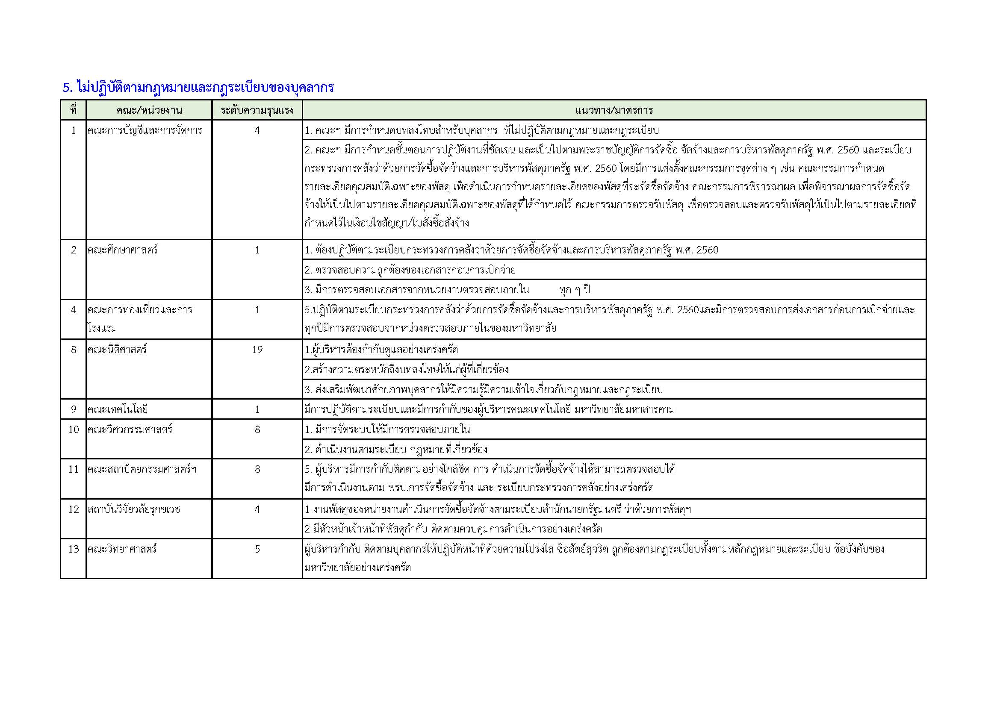 5. ไม่ปฏิบัติตามกฎหมายและกฎระเบียบของบุคลากร
ที่ คณะ/หน่วยงาน ระดับความรุนแรง แนวทาง/มาตรการ
1 คณะการบัญชีและการจัดการ 4 1. คณะฯ มีการกำหนดบทลงโทษสำหรับบุคลากร ที่ไม่ปฏิบัติตามกฎหมายและกฎระเบียบ
2. คณะฯ มีการกำหนดขั้นตอนการปฏิบัติงานที่ชัดเจน และเป็นไปตามพระราชบัญญัติการจัดซื้อ จัดจ้างและการบริหารพัสดุภาครัฐ พ.ศ. 2560 และระเบียบ
กระทรวงการคลังว่าด้วยการจัดซื้อจัดจ้างและการบริหารพัสดุภาครัฐ พ.ศ. 2560 โดยมีการแต่งตั้งคณะกรรมการชุดต่าง ๆ เช่น คณะกรรมการกำหนด
รายละเอียดคุณสมบัติเฉพาะของพัสดุ เพื่อดำเนินการกำหนดรายละเอียดของพัสดุที่จะจัดซื้อจัดจ้าง คณะกรรมการพิจารณาผล เพื่อพิจารณาผลการจัดซื้อจัด
จ้างให้เป็นไปตามรายละเอียดคุณสมบัติเฉพาะของพัสดุที่ได้กำหนดไว้ คณะกรรมการตรวจรับพัสดุ เพื่อตรวจสอบและตรวจรับพัสดุให้เป็นไปตามรายละเอียดที่
กำหนดไว้ในเงื่อนไขสัญญา/ใบสั่งซื้อสั่งจ้าง
2 คณะศึกษาศาสตร์ 1 1. ต้องปฏิบัติตามระเบียบกระทรวงการคลังว่าด้วยการจัดซื้อจัดจ้างและการบริหารพัสดุภาครัฐ พ.ศ. 2560
2. ตรวจสอบความถูกต้องของเอกสารก่อนการเบิกจ่าย
3. มีการตรวจสอบเอกสารจากหน่วยงานตรวจสอบภายใน ทุก ๆ ปี
4 คณะการท่องเที่ยวและการ 1 5.ปฏิบัติตามระเบียบกระทรวงการคลังว่าด้วยการจัดซื้อจัดจ้างและการบริหารพัสดุภาครัฐ พ.ศ. 2560และมีการตรวจสอบการส่งเอกสารก่อนการเบิกจ่ายและ
โรงแรม ทุกปีมีการตรวจสอบจากหน่วงตรวจสอบภายในของมหาวิทยาลัย
8 คณะนิติศาสตร์ 19 1.ผู้บริหารต้องกำกับดูแลอย่างเคร่งครัด
2.สร้างความตระหนักถึงบทลงโทษให้แก่ผู้ที่เกี่ยวข้อง
3. ส่งเสริมพัฒนาศักยภาพบุคลากรให้มีความรู้มีความเข้าใจเกี่ยวกับกฎหมายและกฎระเบียบ
9 คณะเทคโนโลยี 1 มีการปฏิบัติตามระเบียบและมีการกำกับของผู้บริหารคณะเทคโนโลยี มหาวิทยาลัยมหาสารคาม
10 คณะวิศวกรรมศาสตร์ 8 1. มีการจัดระบบให้มีการตรวจสอบภายใน
2. ดำเนินงานตามระเบียบ กฎหมายที่เกี่ยวข้อง
11 คณะสถาปัตยกรรมศาสตร์ฯ 8 5. ผู้บริหารมีการกำกับติดตามอย่างใกล้ชิด การ ดำเนินการจัดซื้อจัดจ้างให้สามารถตรวจสอบได้
มีการดำเนินงานตาม พรบ.การจัดซื้อจัดจ้าง และ ระเบียบกระทรวงการคลังอย่างเคร่งครัด
12 สถาบันวิจัยวลัยรุกขเวช 4 1 งานพัสดุของหน่ายงานดำเนินการจัดซื้อจัดจ้างตามระเบียบสำนักนายกรัฐมนตรี ว่าด้วยการพัสดุฯ
2 มีหัวหน้าเจ้าหน้าที่พัสดุกำกับ ติดตามควบคุมการดำเนินการอย่างเคร่งครัด
13 คณะวิทยาศาสตร์ 5 ผู้บริหารกำกับ ติดตามบุคลากรให้ปฏิบัติหน้าที่ด้วยความโปร่งใส ซื่อสัตย์สุจริต ถูกต้องตามกฎระเบียบทั้งตามหลักกฎหมายและระเบียบ ข้อบังคับของ
มหาวิทยาลัยอย่างเคร่งครัด